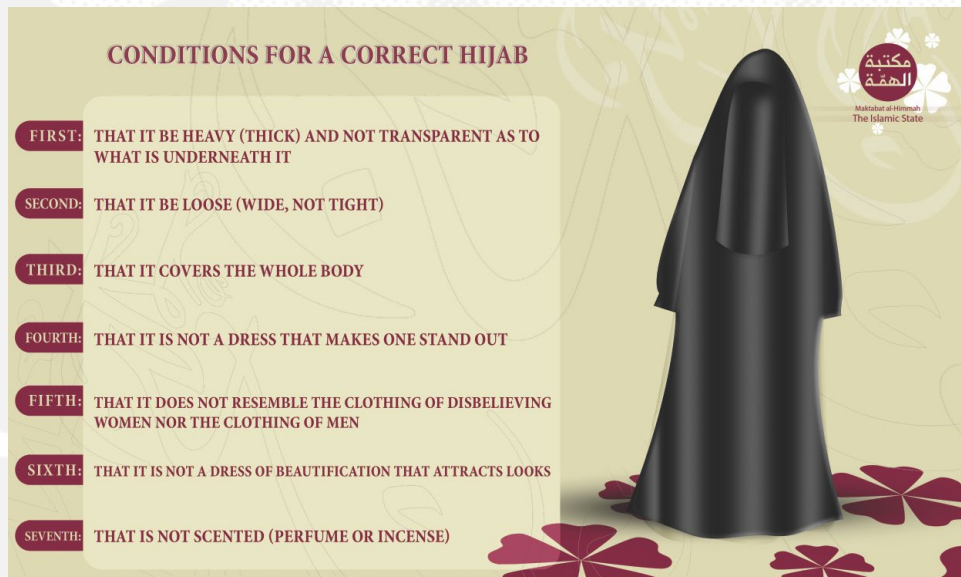 CONDITIONS FOR A CORRECT HIJAB
مكتبة
الهمّة
Maktabat al-Himmah
The Islamic State
FIRST: THAT IT BE HEAVY (THICK) AND NOT TRANSPARENT AS TO
WHAT IS UNDERNEATH IT
SECOND: THAT IT BE LOOSE (WIDE, NOT TIGHT)
THIRD: THAT IT COVERS THE WHOLE BODY
FOURTH: THAT IT IS NOT A DRESS THAT MAKES ONE STAND OUT
FIFTH: THAT IT DOES NOT RESEMBLE THE CLOTHING OF DISBELIEVING
WOMEN NOR THE CLOTHING OF MEN
SIXTH: THAT IT IS NOT A DRESS OF BEAUTIFICATION THAT ATTRACTS LOOKS
SEVENTH: THAT IS NOT SCENTED (PERFUME OR INCENSE)